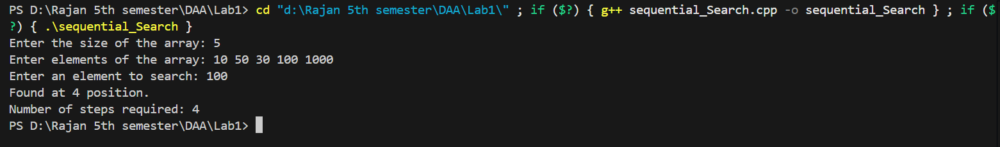 PS D:\Rajan 5th semester\DAA\Lab1> cd "d:\Rajan 5th semester\DAA\Lab1\" ; if ($?) { g++ sequential_Search.cpp -o sequential_Search } ; if ($
?) { .\sequential_Search }
Enter the size of the array: 5
Enter elements of the array: 10 50 30 100 1000
Enter an element to search: 100
Found at 4 position.
Number of steps required: 4
PS D:\Rajan 5th semester\DAA\Lab1>